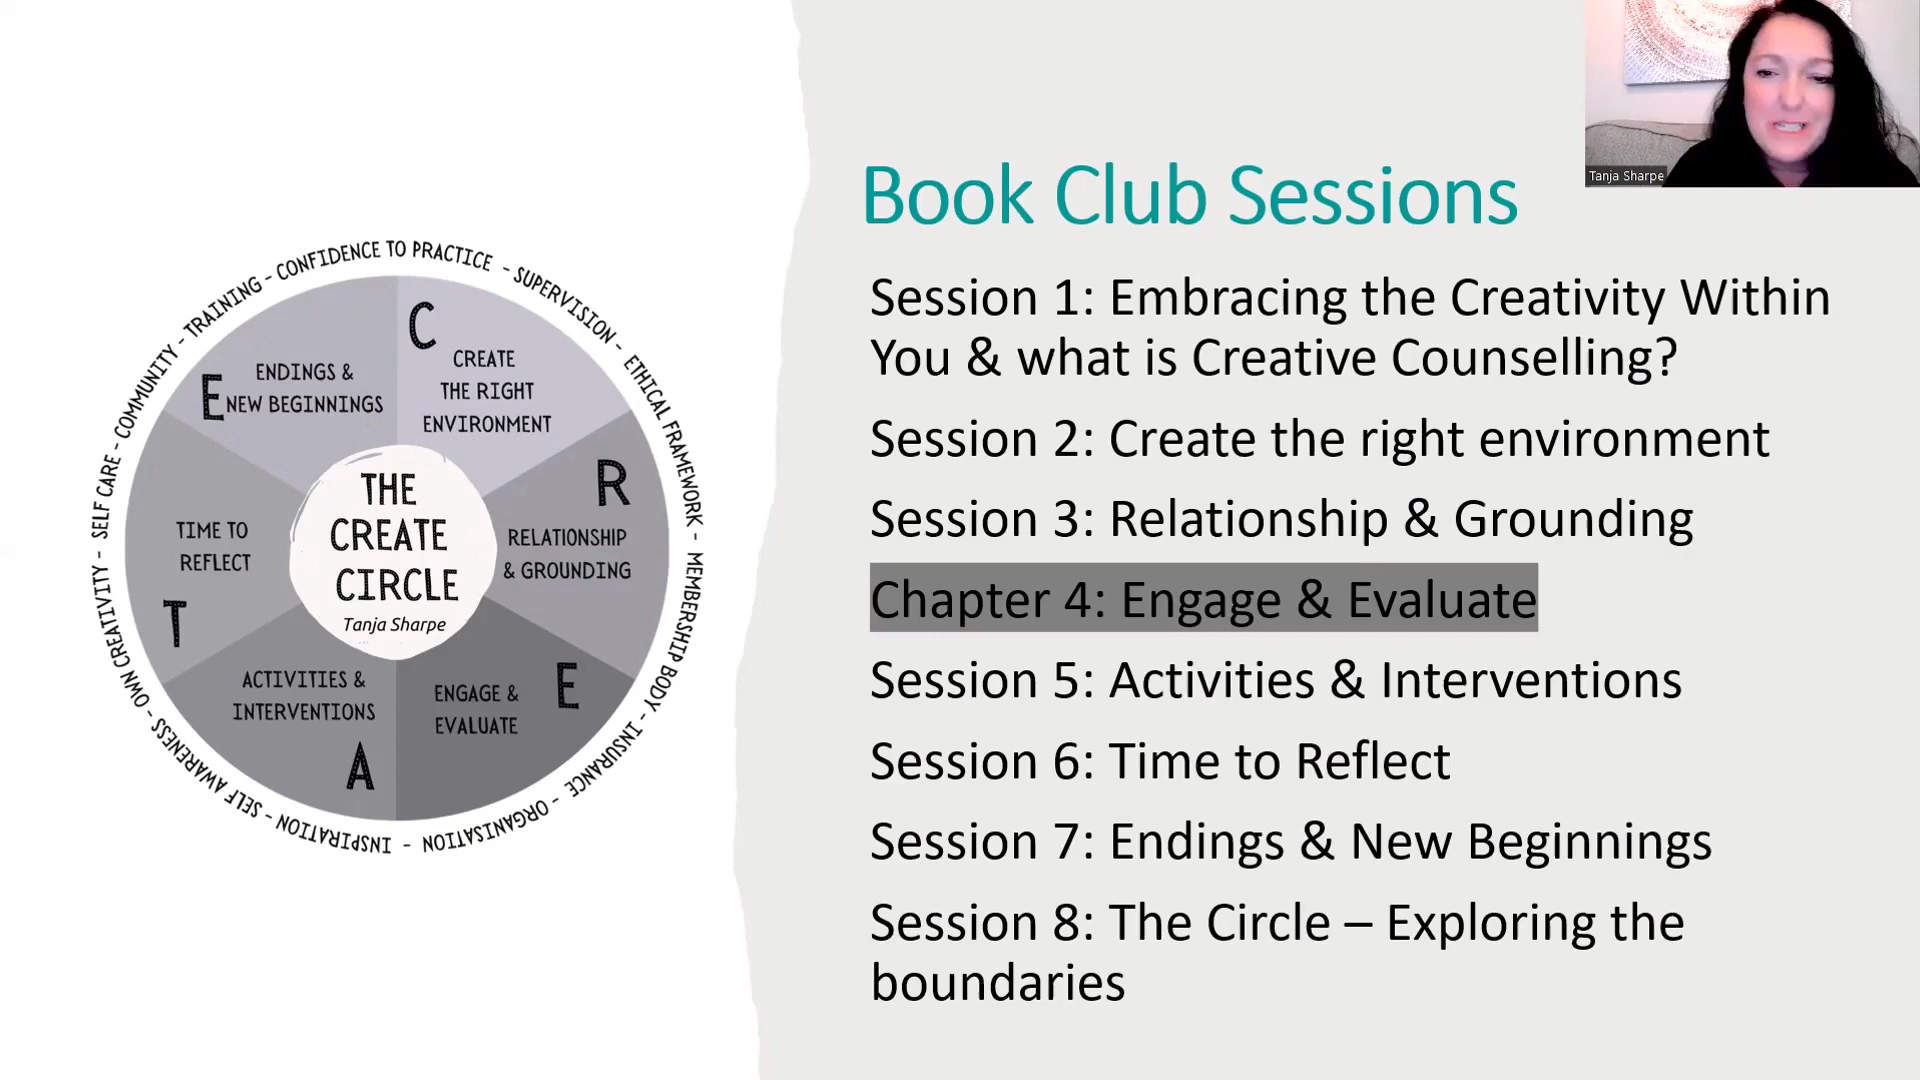 Tanja Sharpe
Book Club Sessions
Session 1: Embracing the Creativity Within
You & what is Creative Counselling?
Session 2: Create the right environment
Session 3: Relationship & Grounding
Chapter 4: Engage & Evaluate
Session 5: Activities & Interventions
Session 6: Time to Reflect
Session 7: Endings & New Beginnings
Session 8: The Circle – Exploring the
boundaries
THE
CREATE
CIRCLE
Tanja Sharpe
C
CREATE
THE RIGHT
ENVIRONMENT
R
RELATIONSHIP
& GROUNDING
E
ENGAGE &
EVALUATE
A
ACTIVITIES &
INTERVENTIONS
T
TIME TO
REFLECT
E
ENDINGS &
NEW BEGINNINGS
CONFIDENCE TO PRACTICE - SUPERVISION - ETHICAL FRAMEWORK - MEMBERSHIP BODY - INSURANCE - ORGANISATION - INSPIRATION - SELF AWARENESS - OWN CREATIVITY - SELF CARE - COMMUNITY - TRAINING -